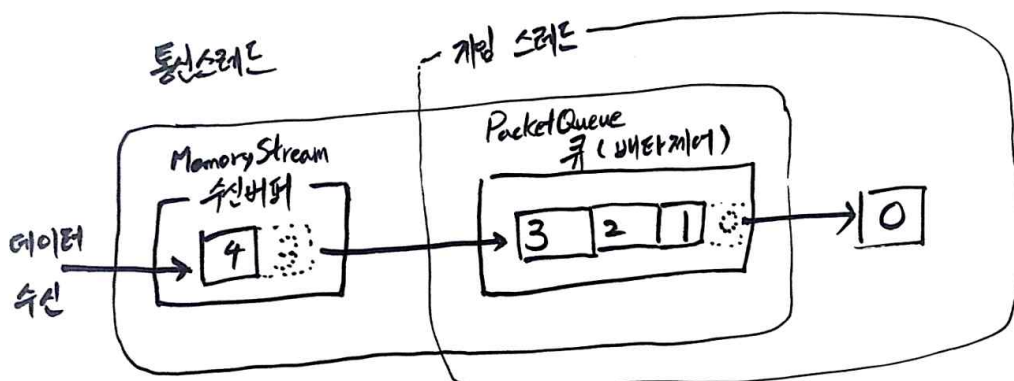 통신스레드
게임 스레드
MemoryStream
수신버퍼
PacketQueue
큐 (배타제어)
데이터
수신
4 3
3 2 1 0
0